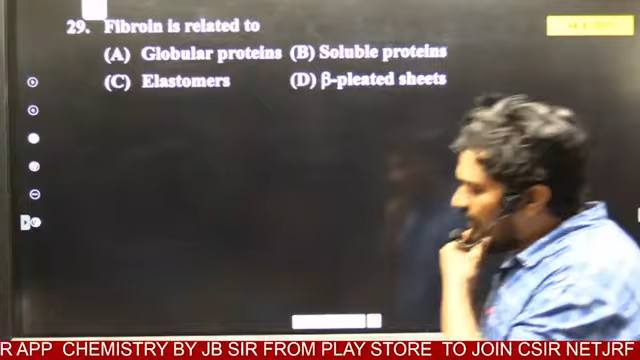 29. Fibroin is related to
(A) Globular proteins (B) Soluble proteins
(C) Elastomers (D) β-pleated sheets
R APP CHEMISTRY BY JB SIR FROM PLAY STORE TO JOIN CSIR NETJRF